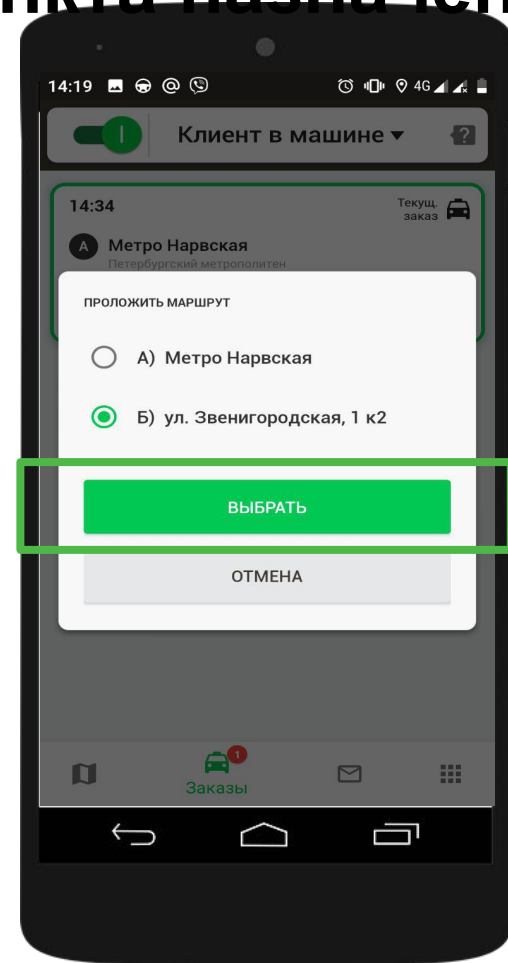 14:19 4G
Клиент в машине
14:34
Текущ.
заказ
А Метро Нарвская
Петербургский метрополитен
ПРОЛОЖИТЬ МАРШРУТ
А) Метро Нарвская
Б) ул. Звенигородская, 1 к2
ВЫБРАТЬ
ОТМЕНА
1
Заказы